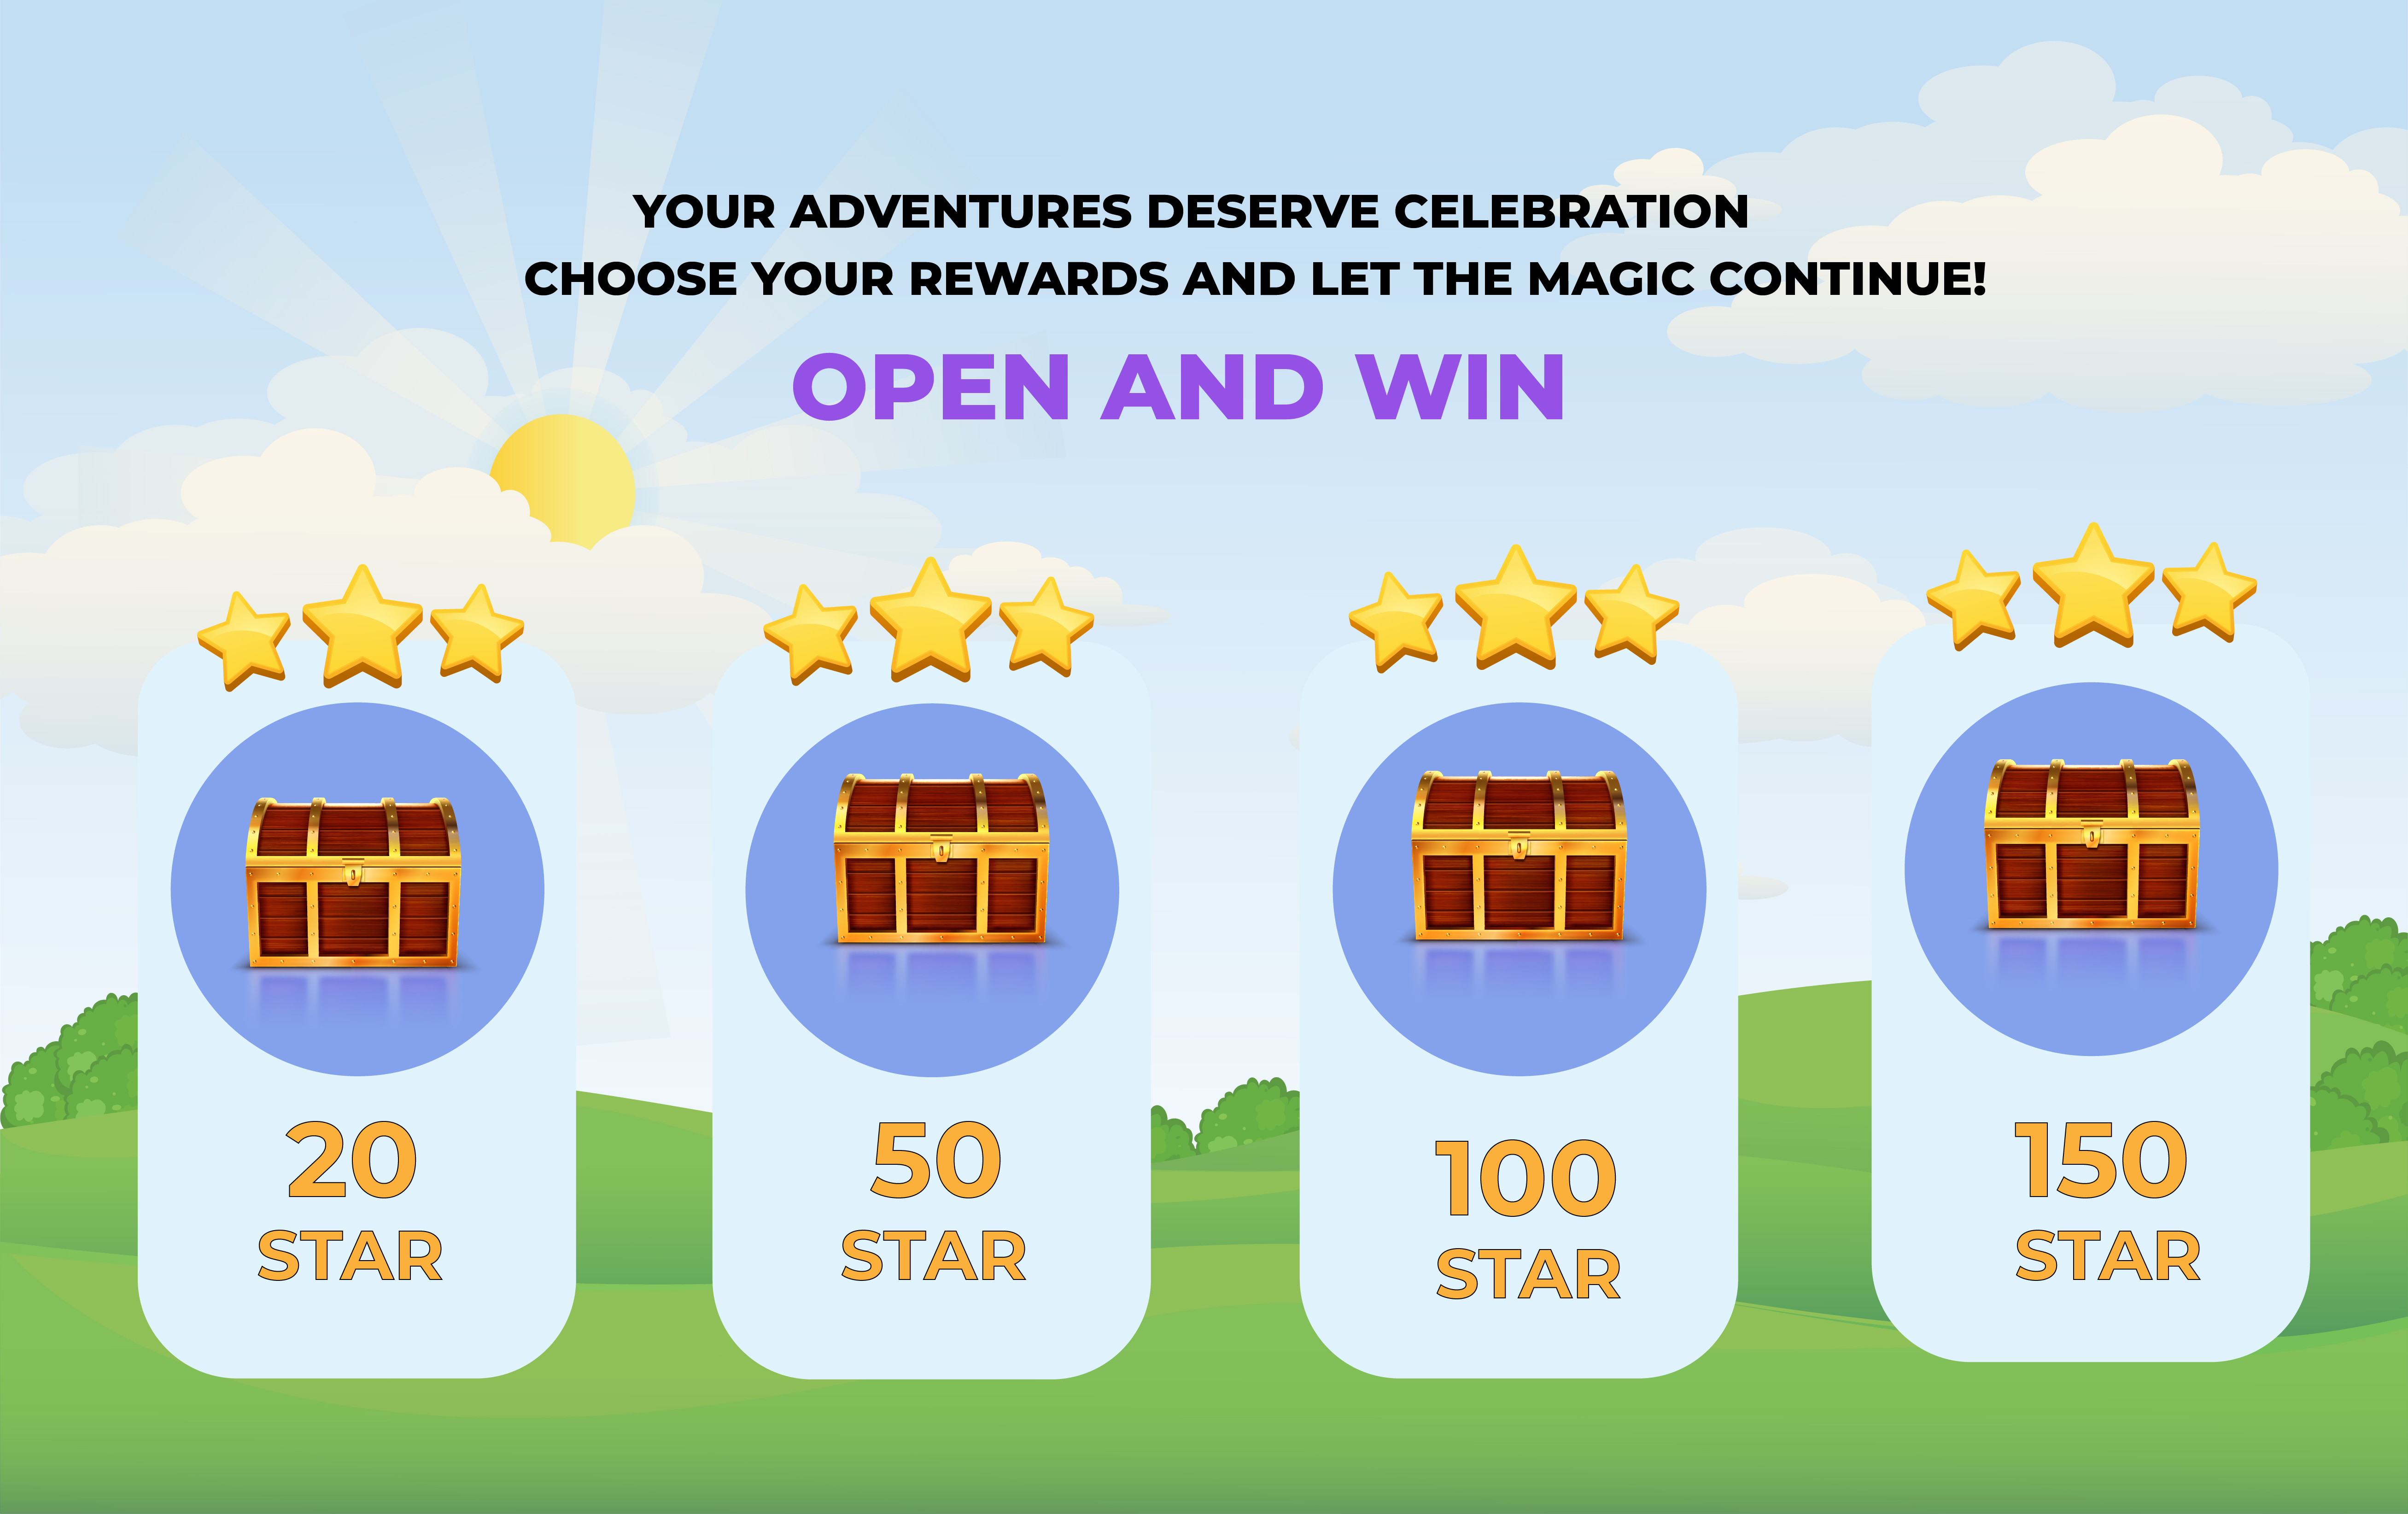 YOUR ADVENTURES DESERVE CELEBRATION
CHOOSE YOUR REWARDS AND LET THE MAGIC CONTINUE!
OPEN AND WIN
20
STAR
50
STAR
100
STAR
150
STAR